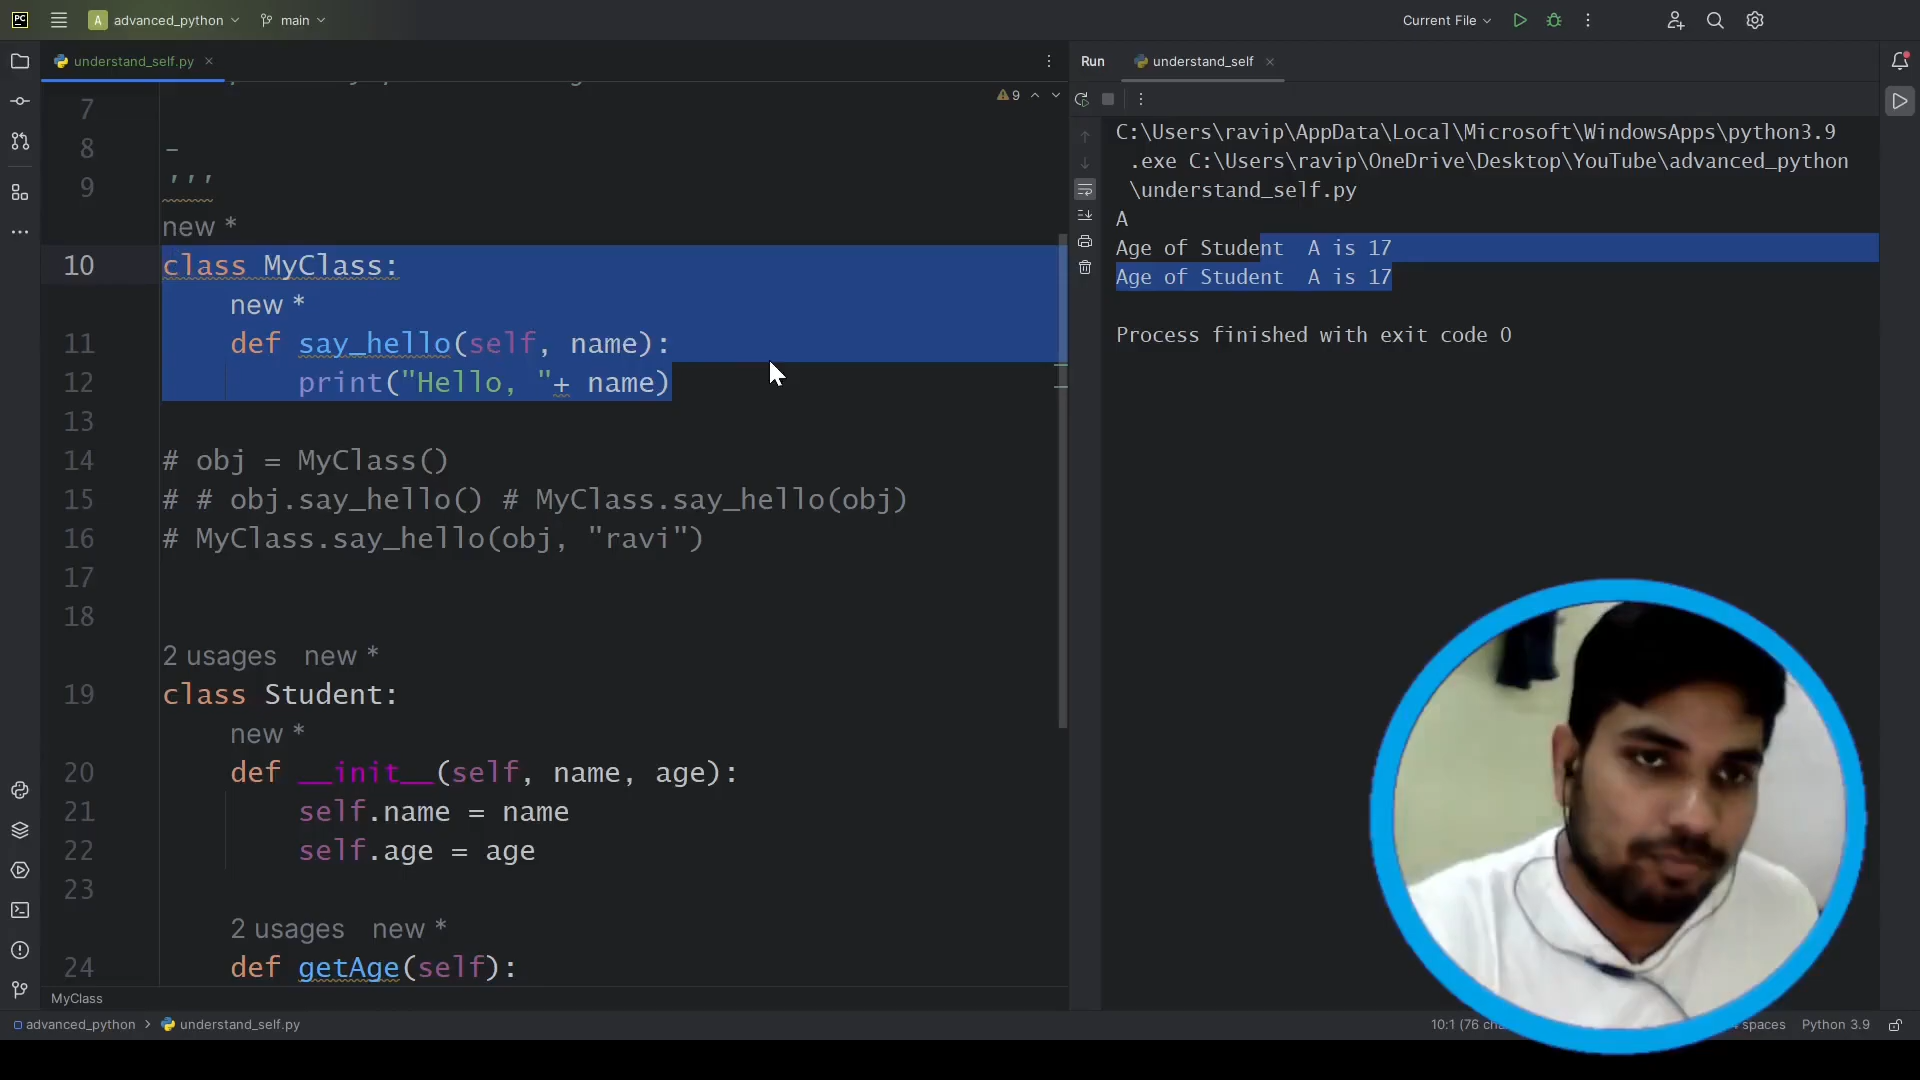 PC
A advanced_python
main
Current File
understand_self.py
Run
understand_self
9
7
8 _
9 '''
new *
10 class MyClass:
new *
11 def say_hello(self, name):
12 print("Hello, "+ name)
13
14 # obj = MyClass()
15 # # obj.say_hello() # MyClass.say_hello(obj)
16 # MyClass.say_hello(obj, "ravi")
17
18
2 usages new *
19 class Student:
new *
20 def __init__(self, name, age):
21 self.name = name
22 self.age = age
23
2 usages new *
24 def getAge(self):
MyClass
C:\Users\ravip\AppData\Local\Microsoft\WindowsApps\python3.9
.exe C:\Users\ravip\OneDrive\Desktop\YouTube\advanced_python
\understand_self.py
A
Age of Student  A is 17
Age of Student  A is 17
Process finished with exit code 0
advanced_python > understand_self.py
10:1 (76 spaces Python 3.9